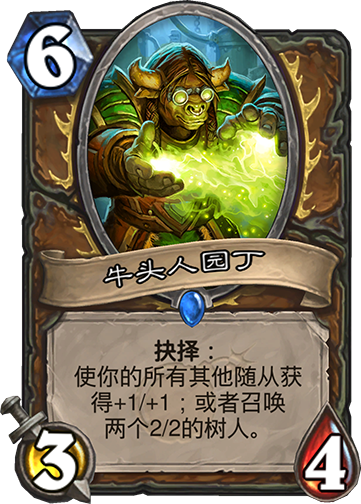 6
牛头人园丁
抉择：
使你的所有其他随从获
得+1/+1；或者召唤
两个2/2的树人。
3
4